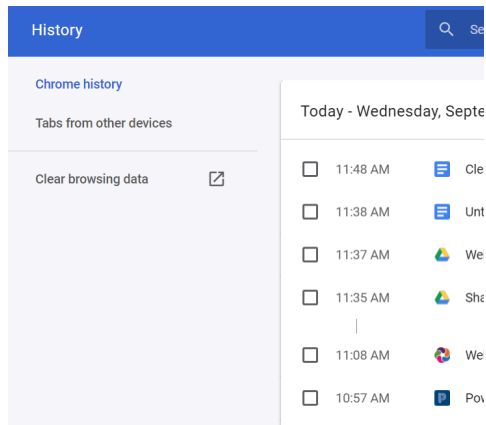 History
Chrome history
Tabs from other devices
Clear browsing data
Today - Wednesday,
11:48 AM
11:38 AM
11:37 AM
11:35 AM
11:08 AM
10:57 AM